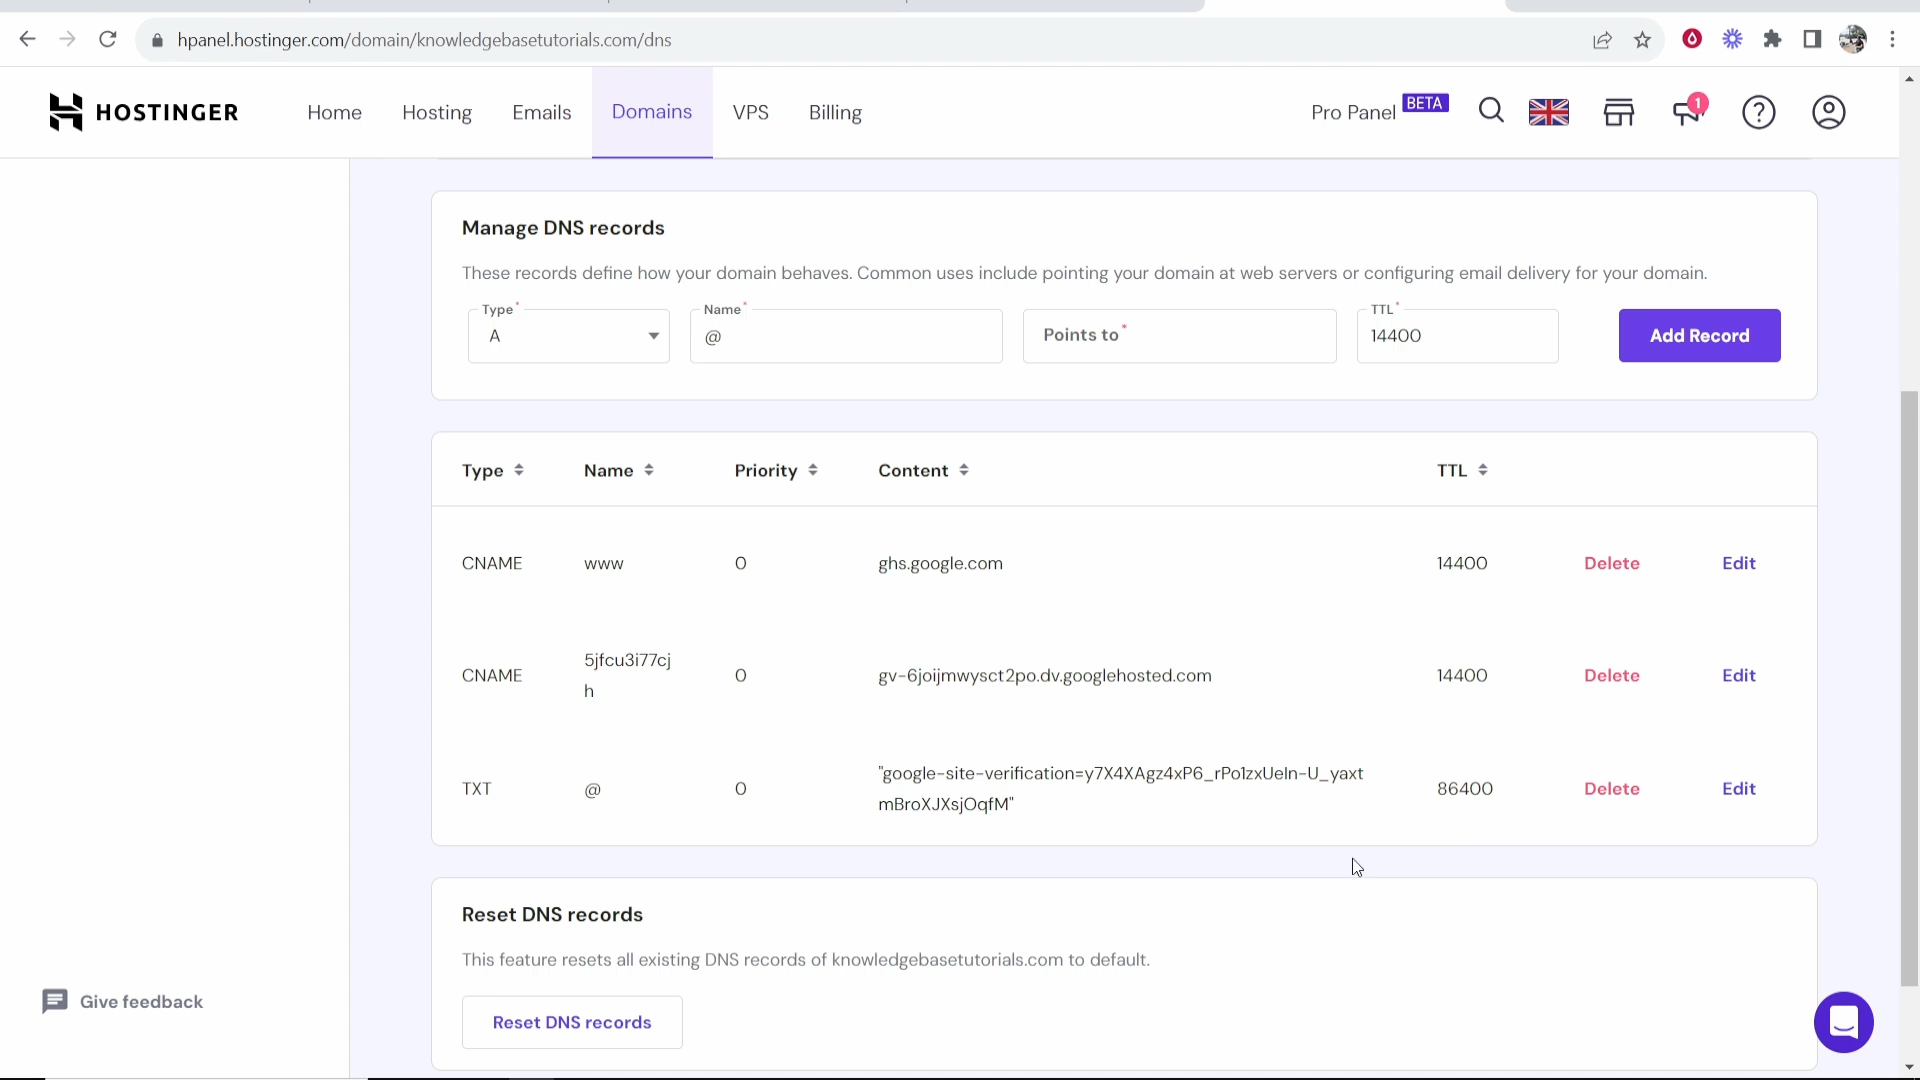 hpanel.hostinger.com/domain/knowledgebasetutorials.com/dns
HOSTINGER
Home
Hosting
Emails
Domains
VPS
Billing
Pro Panel BETA
1
Manage DNS records
These records define how your domain behaves. Common uses include pointing your domain at web servers or configuring email delivery for your domain.
Type*
A
Name*
@
Points to*
TTL*
14400
Add Record
Type Name Priority Content TTL
CNAME www 0 ghs.google.com 14400 Delete Edit
CNAME 5jfcu3i77cj 0 gv-6joijmwysct2po.dv.googlehosted.com 14400 Delete Edit
h
TXT @ 0 "google-site-verification=y7X4XAgz4xP6_rPo1zxUeIn-U_yaxt 86400 Delete Edit
mBroXJXsjOqfM"
Reset DNS records
This feature resets all existing DNS records of knowledgebasetutorials.com to default.
Reset DNS records
Give feedback